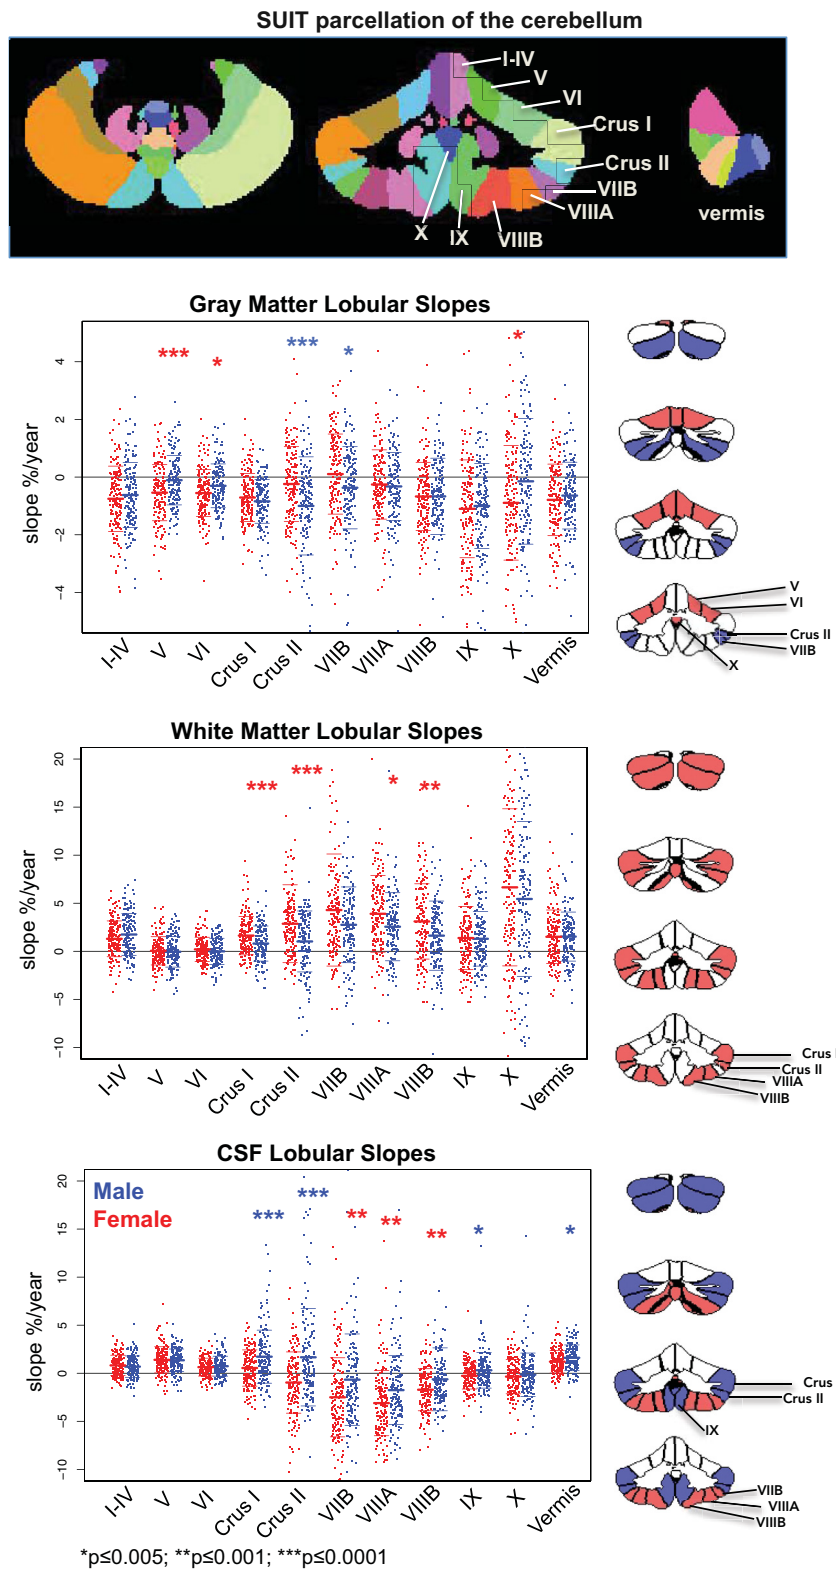 SUIT parcellation of the cerebellum
I-IV
V
VI
Crus I
Crus II
VIIB
VIIIA
VIIIB
IX
X
vermis
Gray Matter Lobular Slopes
***
*
***
*
*
slope %/year
4
2
0
-2
-4
I-IV V VI Crus I Crus II VIIB VIIIA VIIIB IX X Vermis
V
VI
Crus II
VIIB
X
White Matter Lobular Slopes
***
***
*
**
slope %/year
20
15
10
5
0
-5
-10
I-IV V VI Crus I Crus II VIIB VIIIA VIIIB IX X Vermis
Crus
Crus II
VIIIA
VIIIB
CSF Lobular Slopes
Male
Female
***
***
**
**
**
*
*
slope %/year
20
15
10
5
0
-5
-10
I-IV V VI Crus I Crus II VIIB VIIIA VIIIB IX X Vermis
Crus
Crus II
IX
VIIB
VIIIA
VIIIB
*p≤0.005; **p≤0.001; ***p≤0.0001